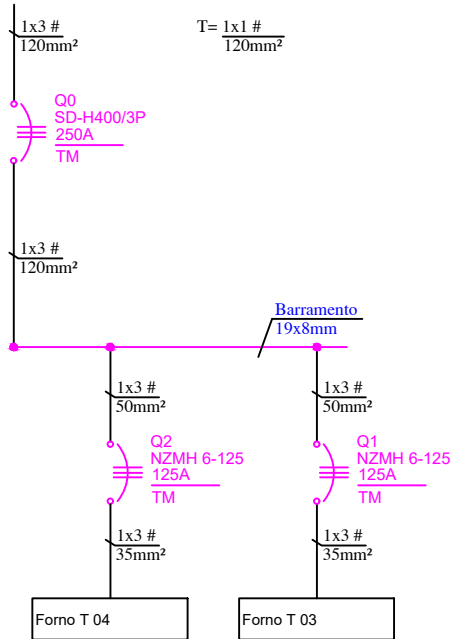 1x3 #
120mm²
T= 1x1 #
120mm²
Q0
SD-H400/3P
250A
TM
1x3 #
120mm²
Barramento
19x8mm
1x3 #
50mm²
1x3 #
50mm²
Q2
NZMH 6-125
125A
TM
Q1
NZMH 6-125
125A
TM
1x3 #
35mm²
1x3 #
35mm²
Forno T 04
Forno T 03